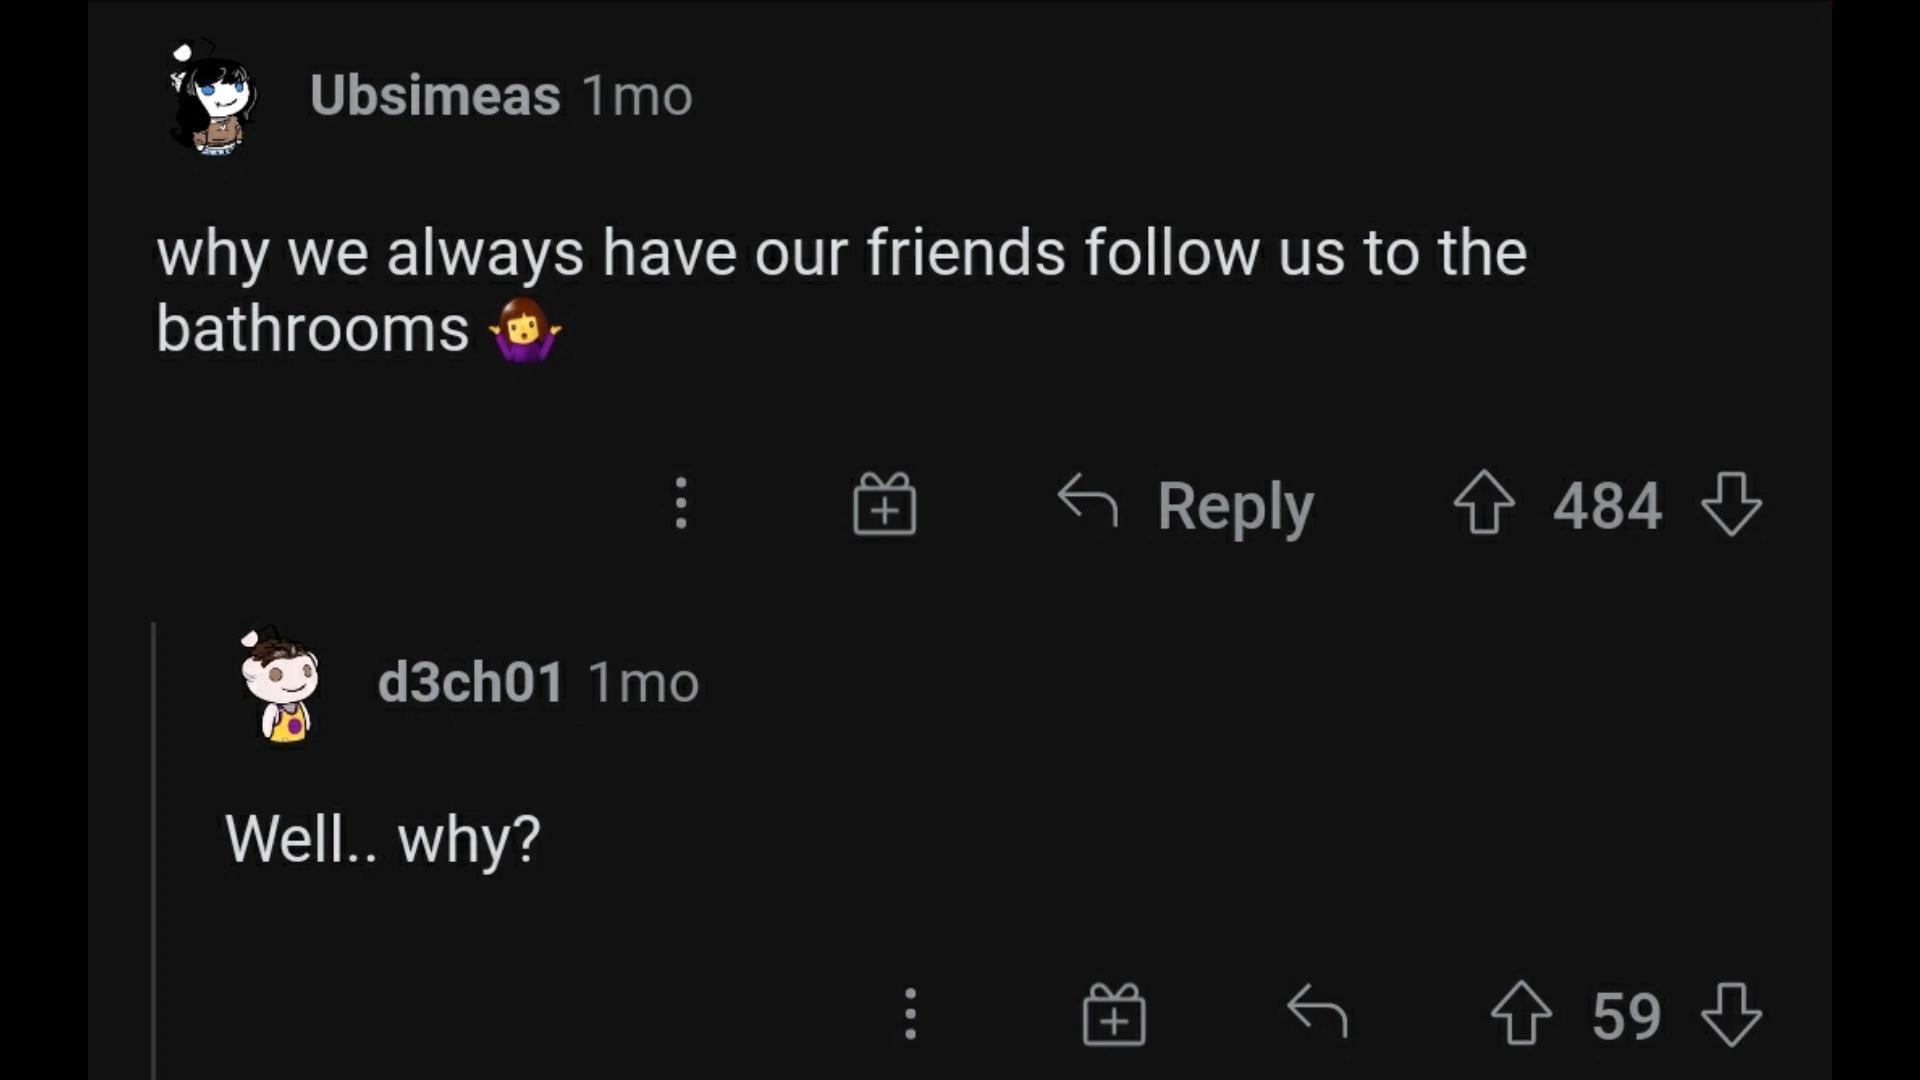 Ubsimeas 1mo
why we always have our friends follow us to the
bathrooms 🤷‍♀️
Reply 484
d3ch01 1mo
Well.. why?
59